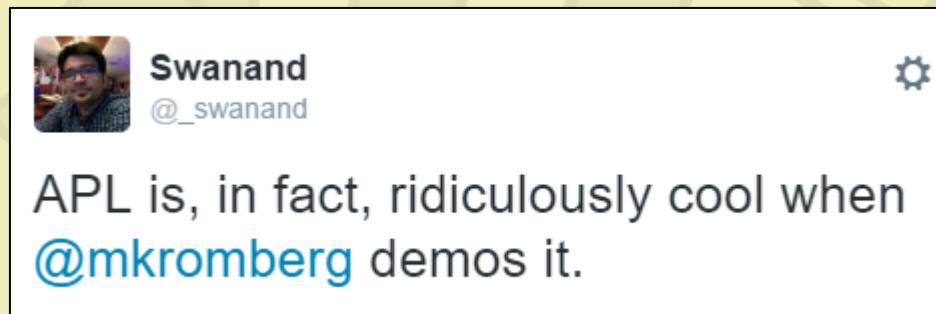 Swanand
@_swanand
APL is, in fact, ridiculously cool when
@mkromberg demos it.